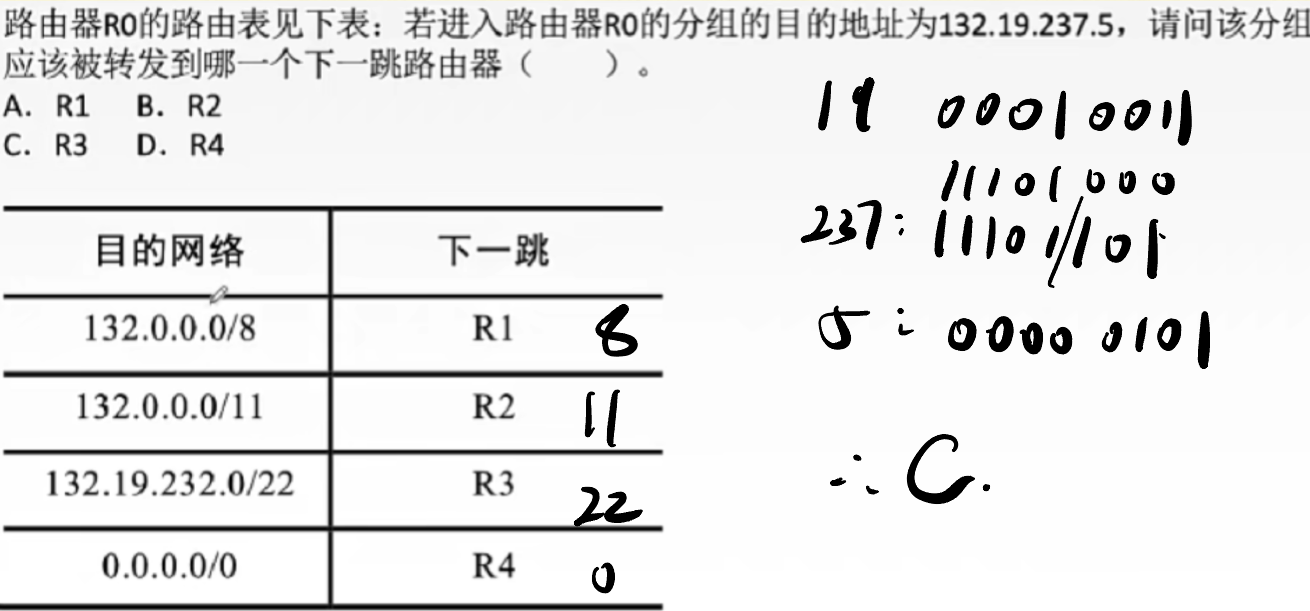 路由器R0的路由表见下表：若进入路由器R0的分组的目的地址为132.19.237.5，请问该分组
应该被转发到哪一个下一跳路由器（　　）。
A. R1 B. R2
C. R3 D. R4
目的网络 下一跳
132.0.0.0/8 R1 8
132.0.0.0/11 R2 11
132.19.232.0/22 R3 22
0.0.0.0/0 R4 0
19 00010011
11101000
237: 11101/101
5: 00000101
∴ C.